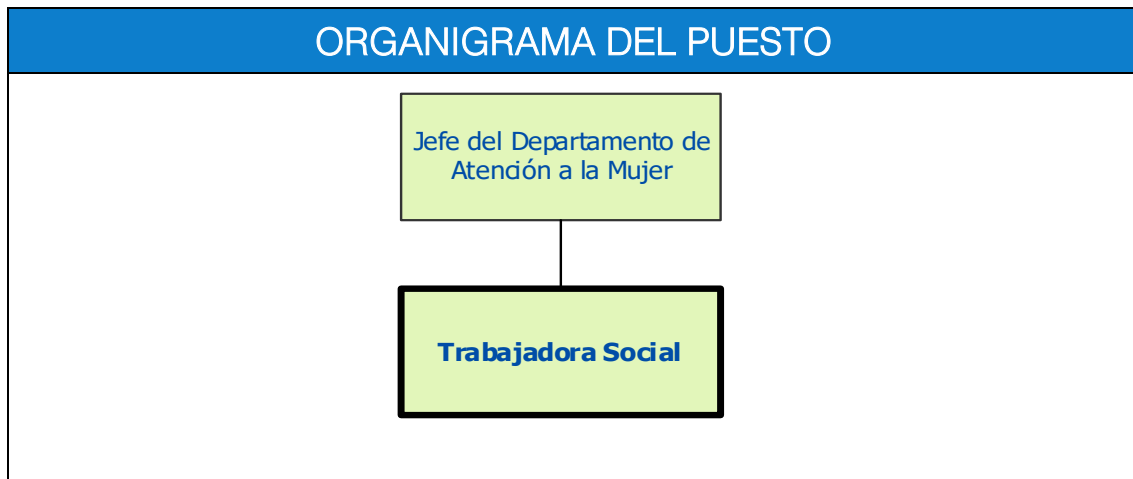 ORGANIGRAMA DEL PUESTO
Jefe del Departamento de
Atención a la Mujer
Trabajadora Social